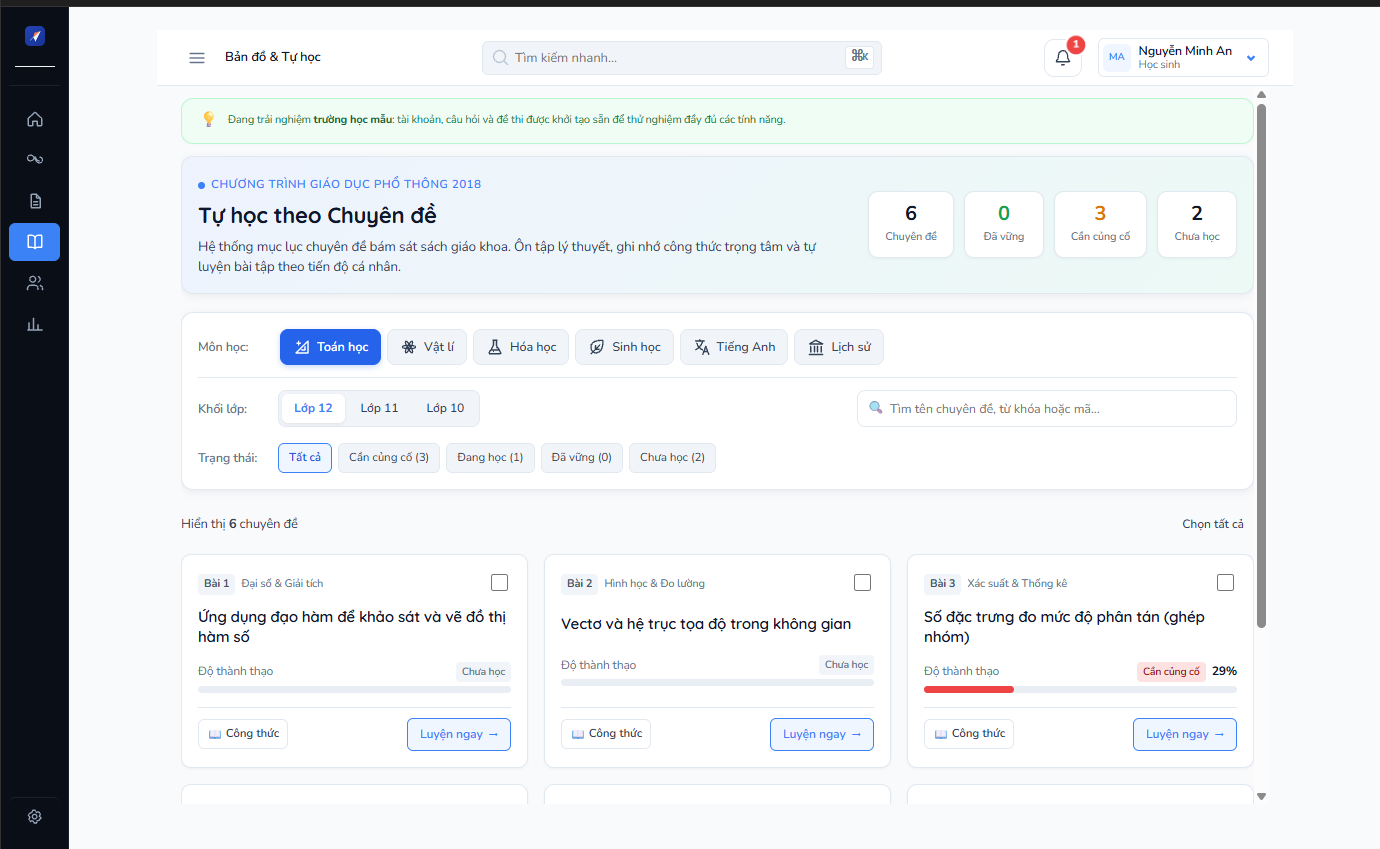 Bản đồ & Tự học
Tìm kiếm nhanh...
⌘K
1
MA
Nguyễn Minh An
Học sinh
Đang trải nghiệm trường học mẫu: tài khoản, câu hỏi và đề thi được khởi tạo sẵn để thử nghiệm đầy đủ các tính năng.
CHƯƠNG TRÌNH GIÁO DỤC PHỔ THÔNG 2018
Tự học theo Chuyên đề
Hệ thống mục lục chuyên đề bám sát sách giáo khoa. Ôn tập lý thuyết, ghi nhớ công thức trọng tâm và tự
luyện bài tập theo tiến độ cá nhân.
6
Chuyên đề
0
Đã vững
3
Cần củng cố
2
Chưa học
Môn học:
Toán học
Vật lí
Hóa học
Sinh học
Tiếng Anh
Lịch sử
Khối lớp:
Lớp 12
Lớp 11
Lớp 10
Tìm tên chuyên đề, từ khóa hoặc mã...
Trạng thái:
Tất cả
Cần củng cố (3)
Đang học (1)
Đã vững (0)
Chưa học (2)
Hiển thị 6 chuyên đề
Chọn tất cả
Bài 1
Đại số & Giải tích
Ứng dụng đạo hàm để khảo sát và vẽ đồ thị
hàm số
Độ thành thạo
Chưa học
Công thức
Luyện ngay →
Bài 2
Hình học & Đo lường
Vectơ và hệ trục tọa độ trong không gian
Độ thành thạo
Chưa học
Công thức
Luyện ngay →
Bài 3
Xác suất & Thống kê
Số đặc trưng đo mức độ phân tán (ghép
nhóm)
Độ thành thạo
Cần củng cố
29%
Công thức
Luyện ngay →